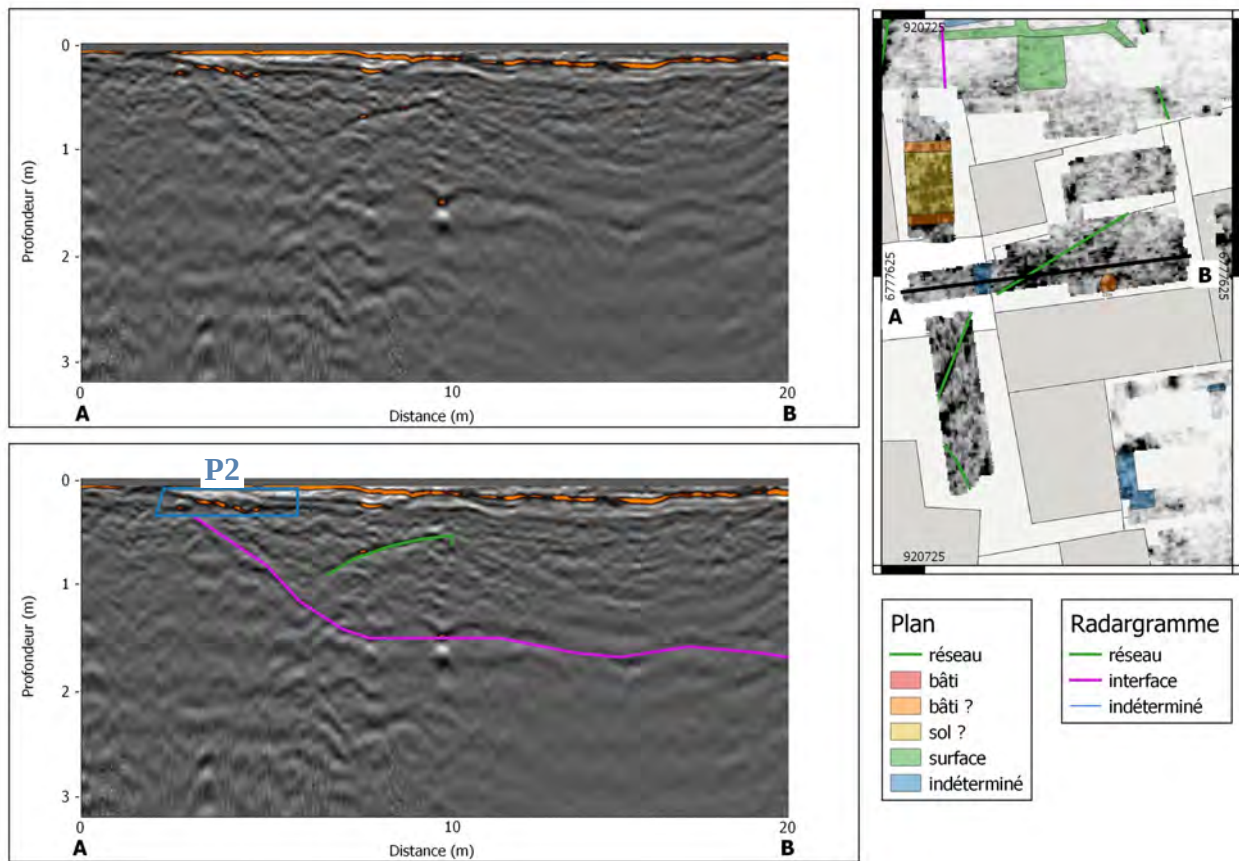 0
1
2
3
Profondeur (m)
0
10
20
A
Distance (m)
B
P2
0
1
2
3
Profondeur (m)
0
10
20
A
Distance (m)
B
920725
6777625
6777625
A
B
920725
Plan
réseau
bâti
bâti ?
sol ?
surface
indéterminé
Radargramme
réseau
interface
indéterminé